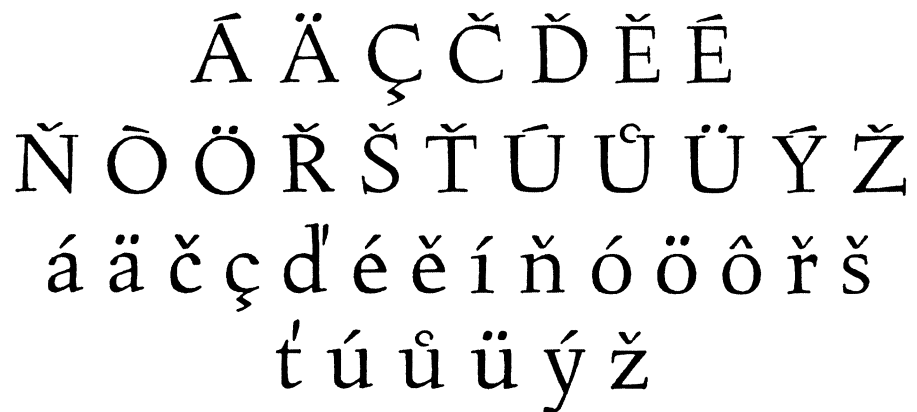 Á Ä Ç Č Ď Ě É
Ň Ò Ö Ř Š Ť Ú Ů Ü Ý Ž
á ä č ç ď é ě í ň ó ö ô ř š
ť ú ů ü ý ž